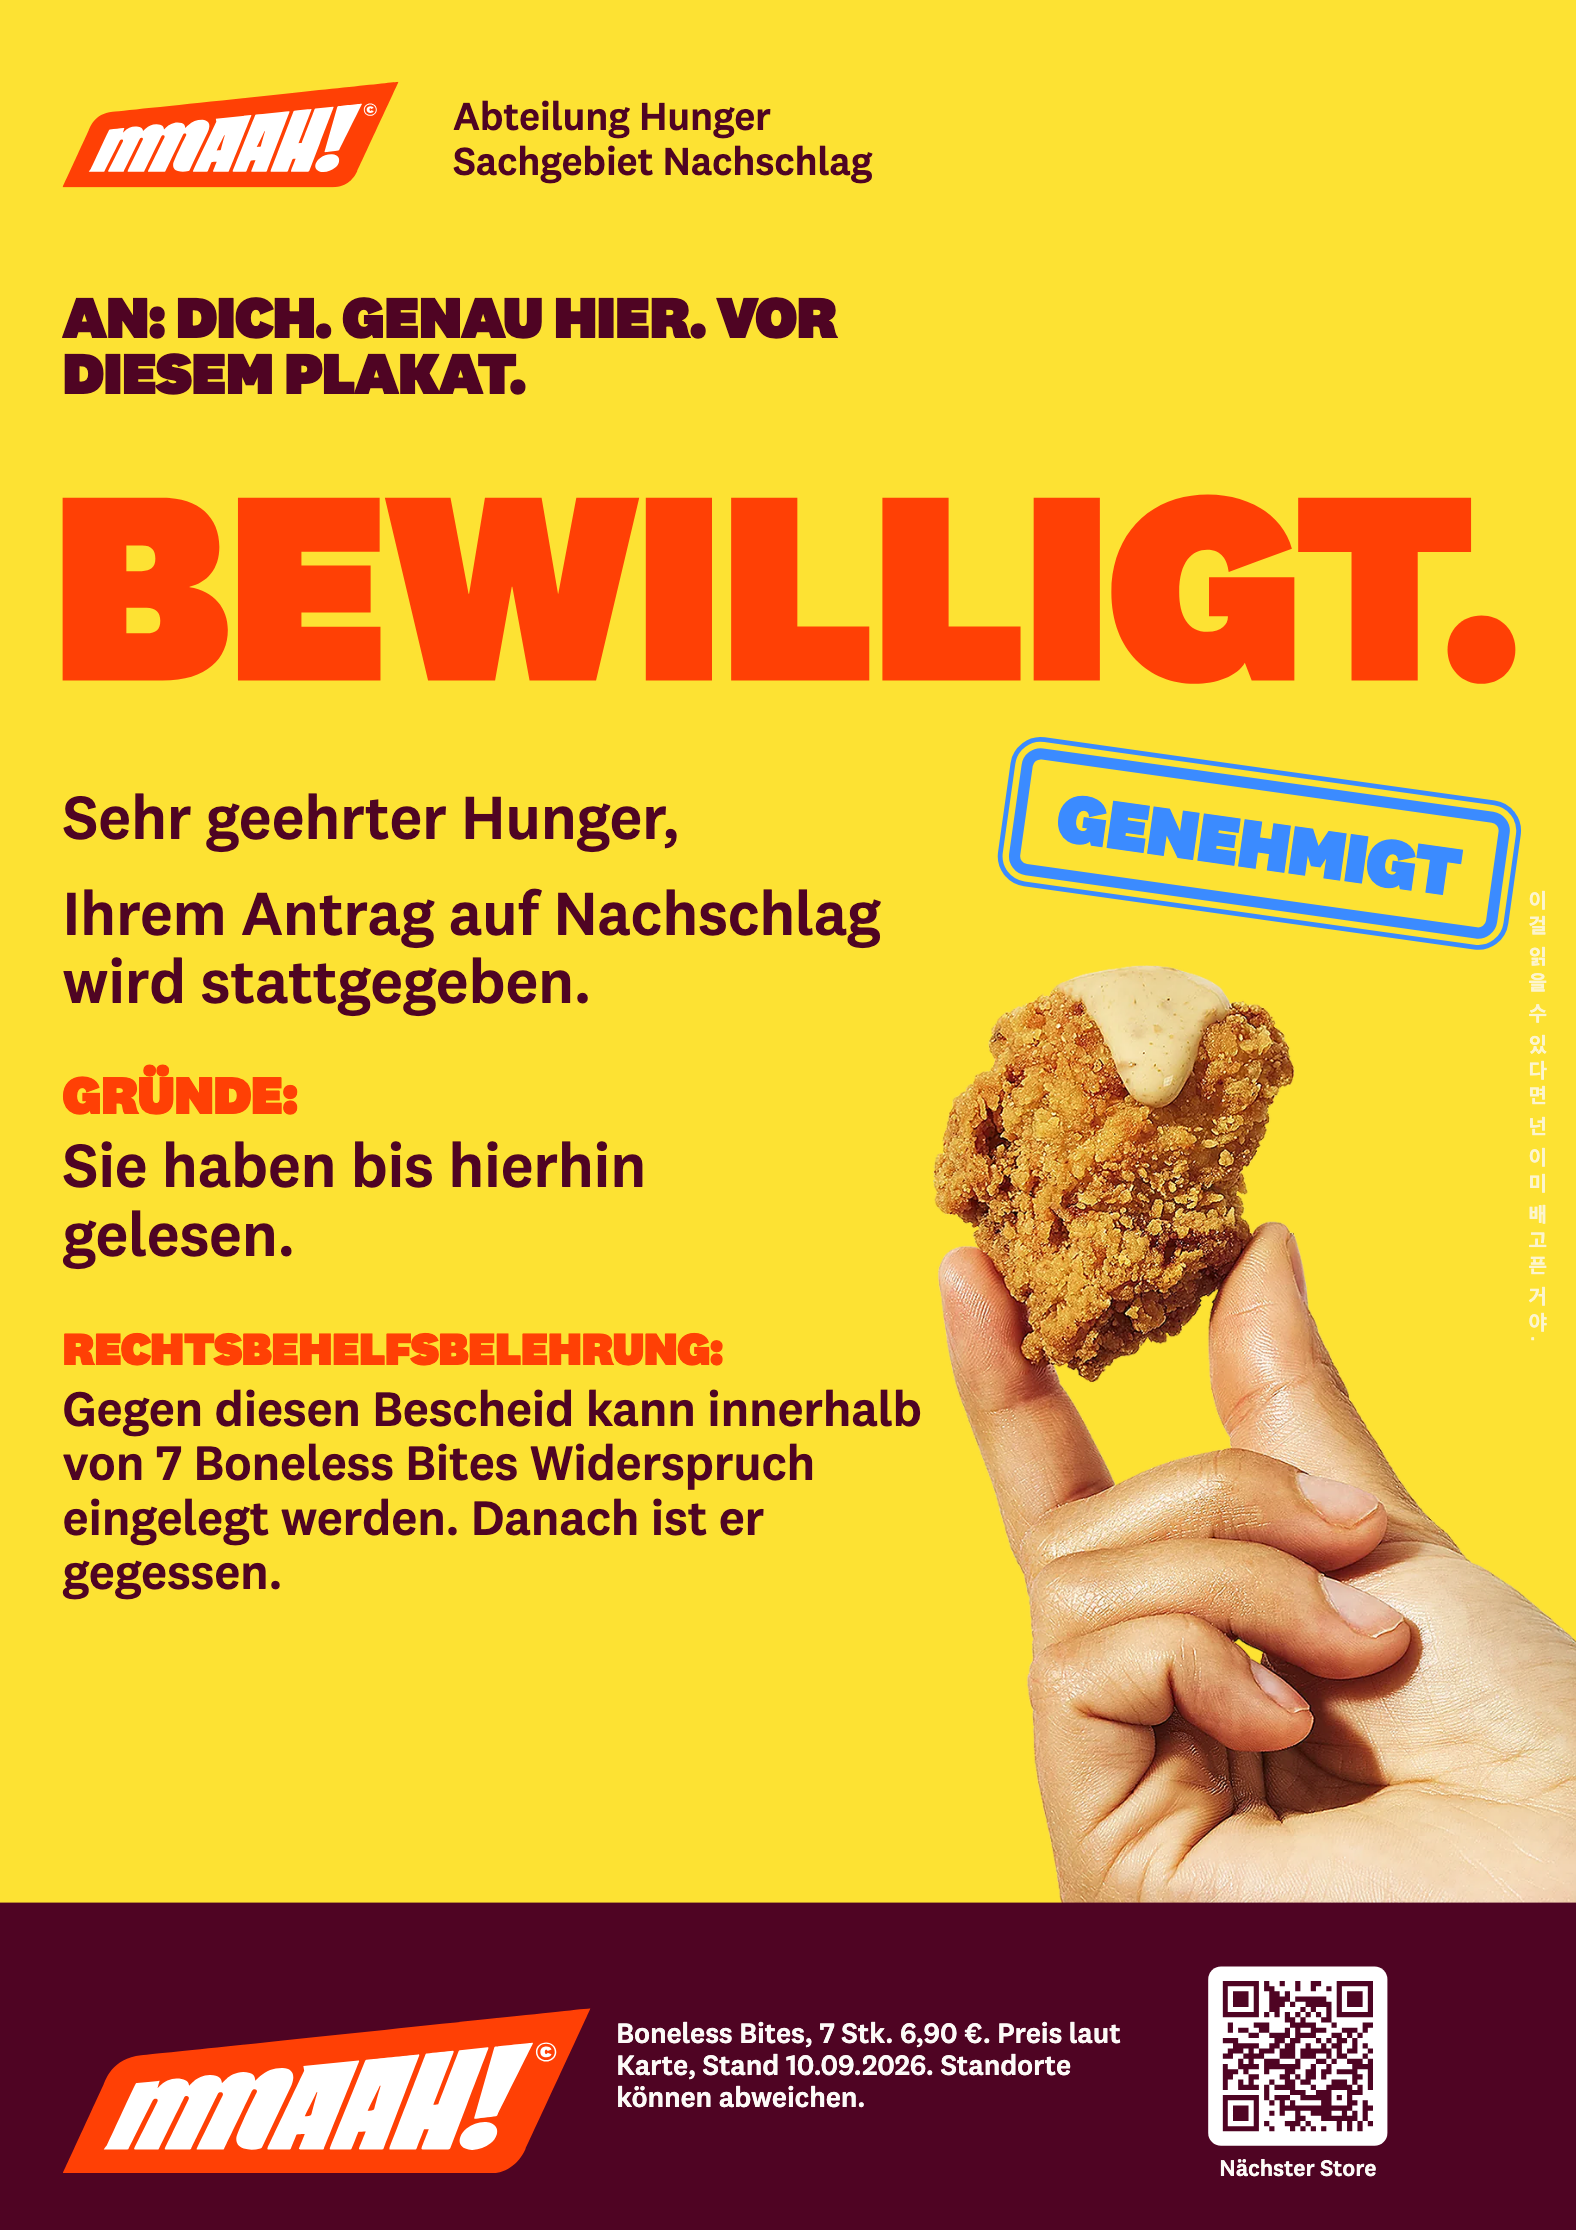 mmAAH!©
Abteilung Hunger
Sachgebiet Nachschlag
AN: DICH. GENAU HIER. VOR
DIESEM PLAKAT.
BEWILLIGT.
GENEHMIGT
Sehr geehrter Hunger,
Ihrem Antrag auf Nachschlag
wird stattgegeben.
GRÜNDE:
Sie haben bis hierhin
gelesen.
RECHTSBEHELFSBELEHRUNG:
Gegen diesen Bescheid kann innerhalb
von 7 Boneless Bites Widerspruch
eingelegt werden. Danach ist er
gegessen.
이걸 읽을 수 있다면 넌 이미 배고픈 거야.
mmAAH!©
Boneless Bites, 7 Stk. 6,90 €. Preis laut
Karte, Stand 10.09.2026. Standorte
können abweichen.
Nächster Store